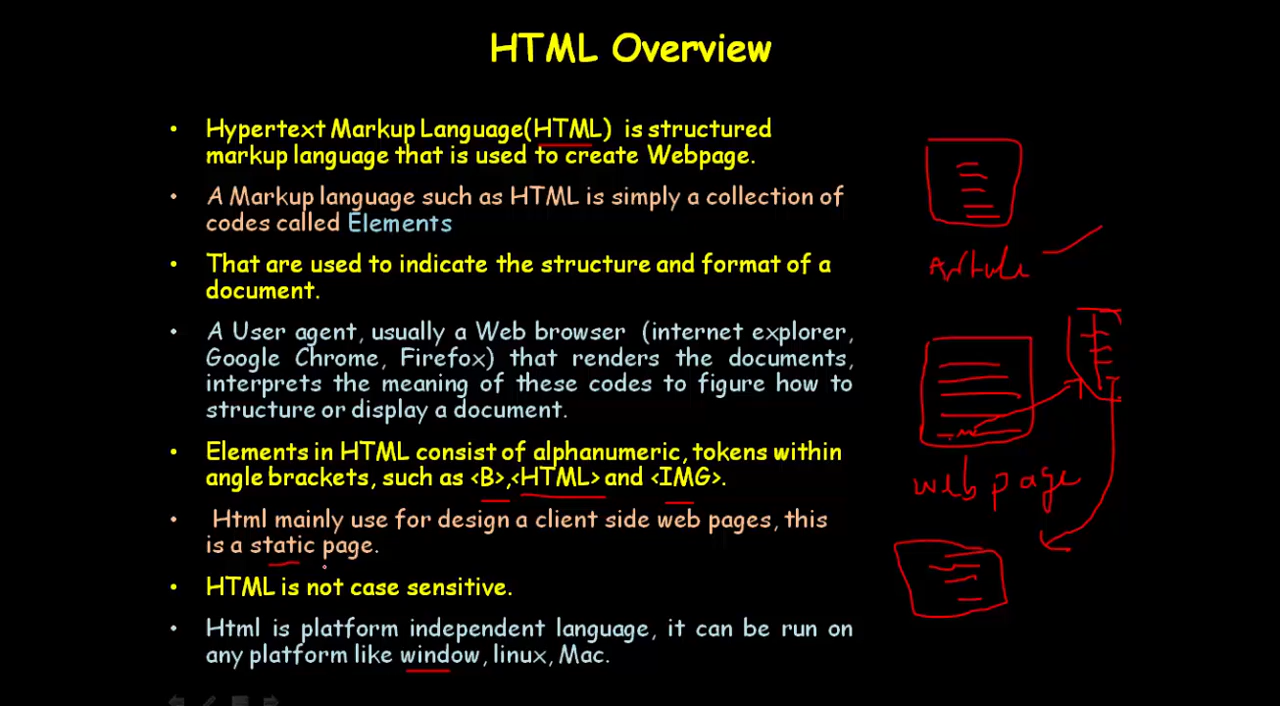 HTML Overview
• Hypertext Markup Language(HTML) is structured
markup language that is used to create Webpage.
• A Markup language such as HTML is simply a collection of
codes called Elements
• That are used to indicate the structure and format of a
document.
• A User agent, usually a Web browser (internet explorer,
Google Chrome, Firefox) that renders the documents,
interprets the meaning of these codes to figure how to
structure or display a document.
• Elements in HTML consist of alphanumeric, tokens within
angle brackets, such as <B>,<HTML> and <IMG>.
• Html mainly use for design a client side web pages, this
is a static page.
• HTML is not case sensitive.
• Html is platform independent language, it can be run on
any platform like window, linux, Mac.
Article
web page